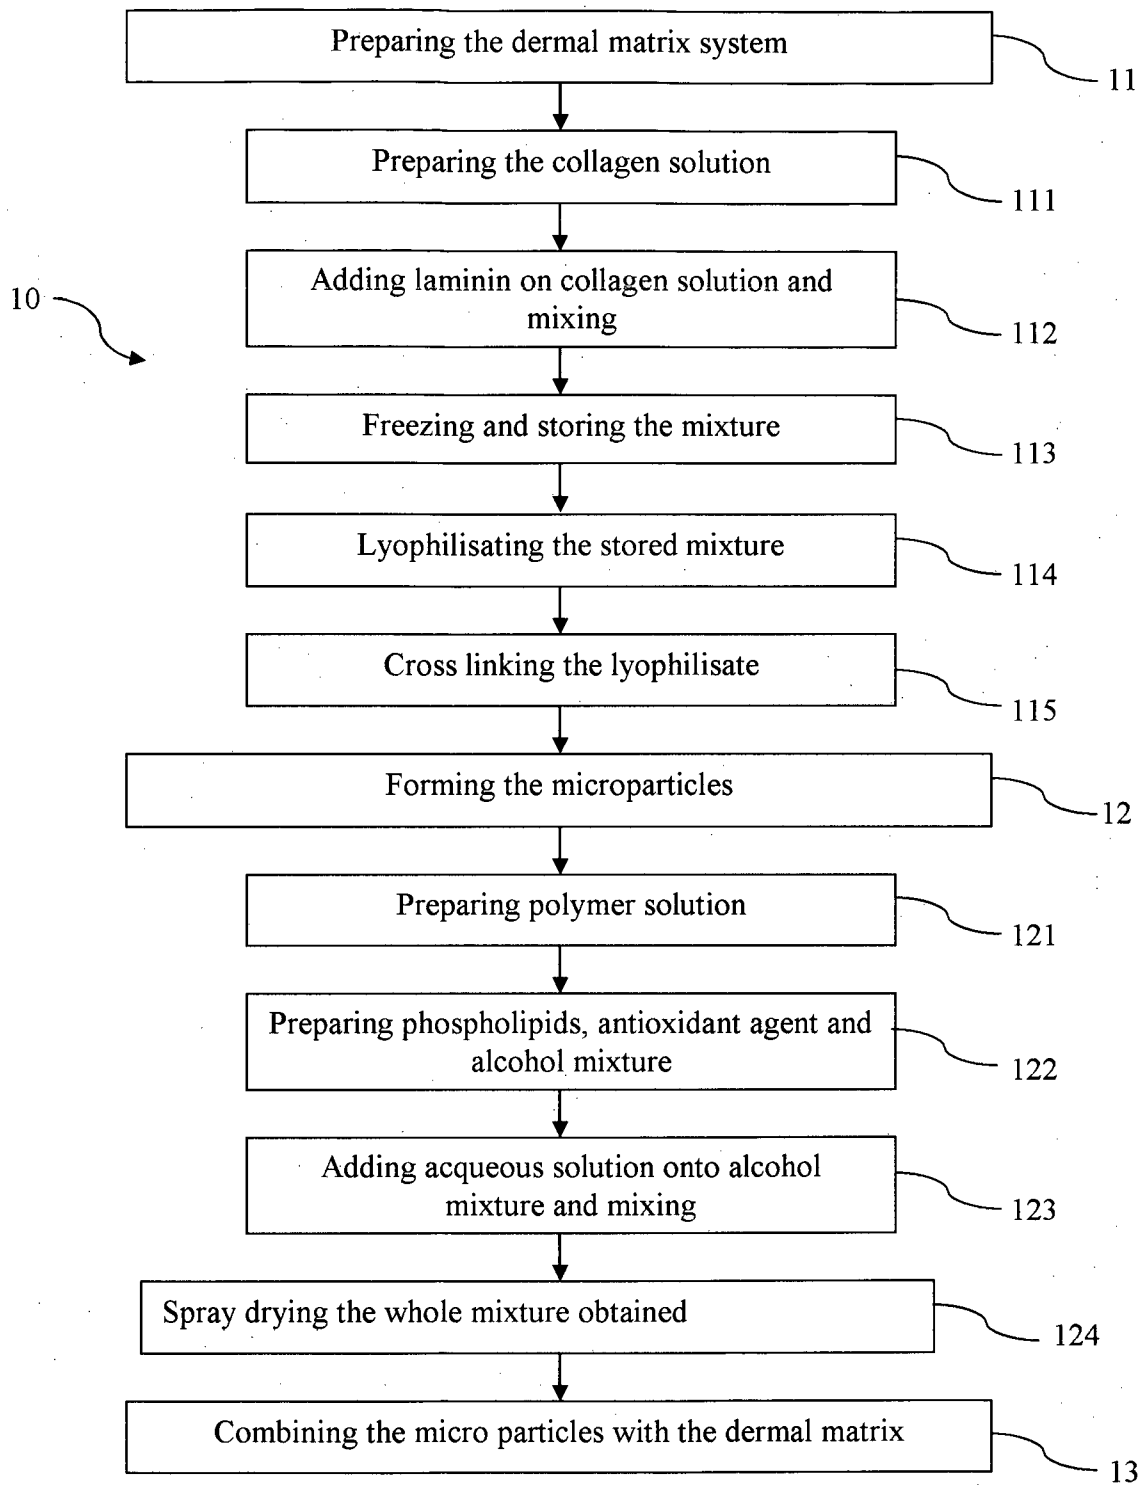 Preparing the dermal matrix system
11
Preparing the collagen solution
111
Adding laminin on collagen solution and
mixing
112
10
Freezing and storing the mixture
113
Lyophilisating the stored mixture
114
Cross linking the lyophilisate
115
Forming the microparticles
12
Preparing polymer solution
121
Preparing phospholipids, antioxidant agent and
alcohol mixture
122
Adding acqueous solution onto alcohol
mixture and mixing
123
Spray drying the whole mixture obtained
124
Combining the micro particles with the dermal matrix
13